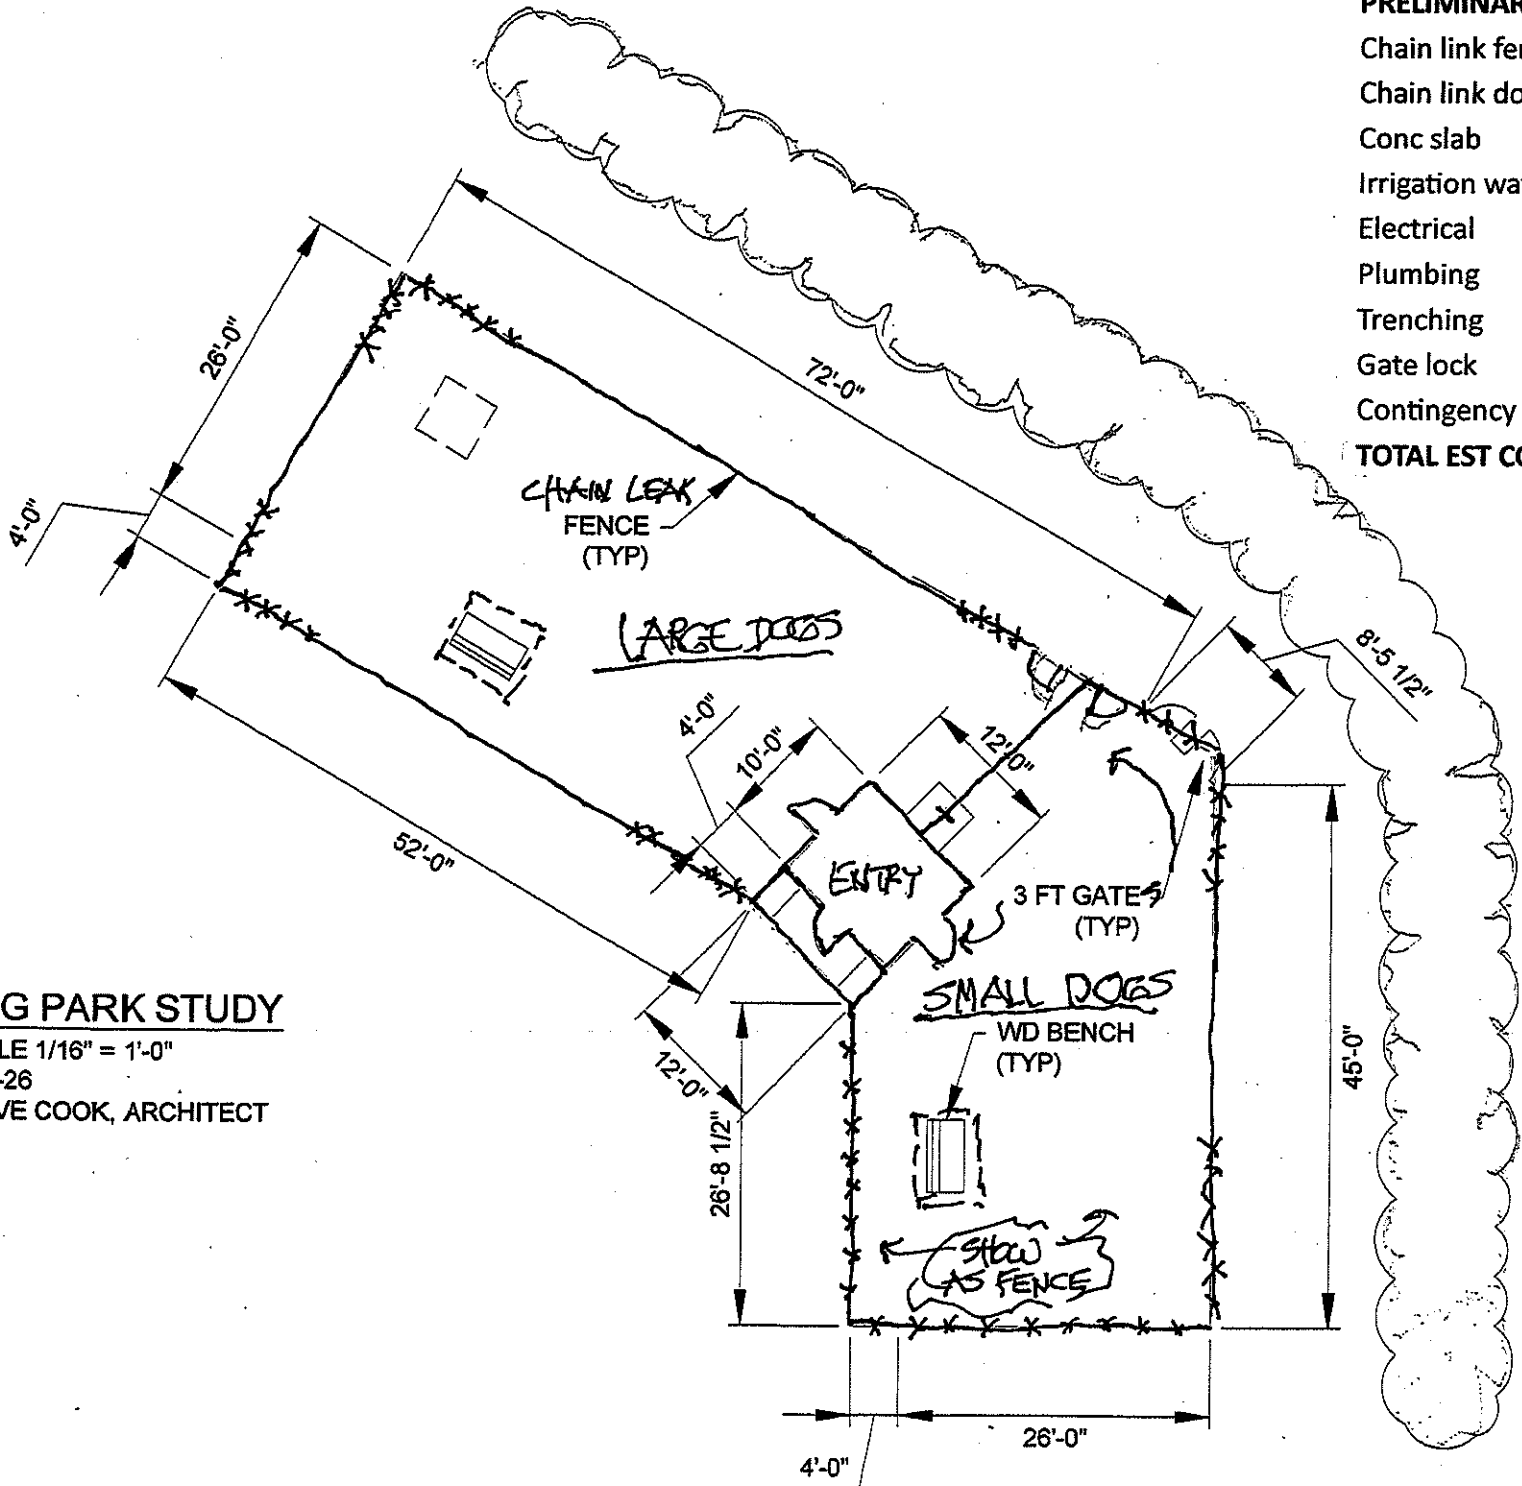 PRELIMINAR
Chain link fe
Chain link do
Conc slab
Irrigation wa
Electrical
Plumbing
Trenching
Gate lock
Contingency
TOTAL EST CO
26'-0"
4'-0"
72'-0"
CHAIN LEAK
FENCE
(TYP)
LARGE DOGS
8'-5 1/2"
4'-0"
10'-0"
12'-0"
52'-0"
ENTRY
3 FT GATES
(TYP)
SMALL DOGS
WD BENCH
(TYP)
12'-0"
26'-8 1/2"
45'-0"
G PARK STUDY
LE 1/16" = 1'-0"
-26
VE COOK, ARCHITECT
SHOW
AS FENCE
26'-0"
4'-0"